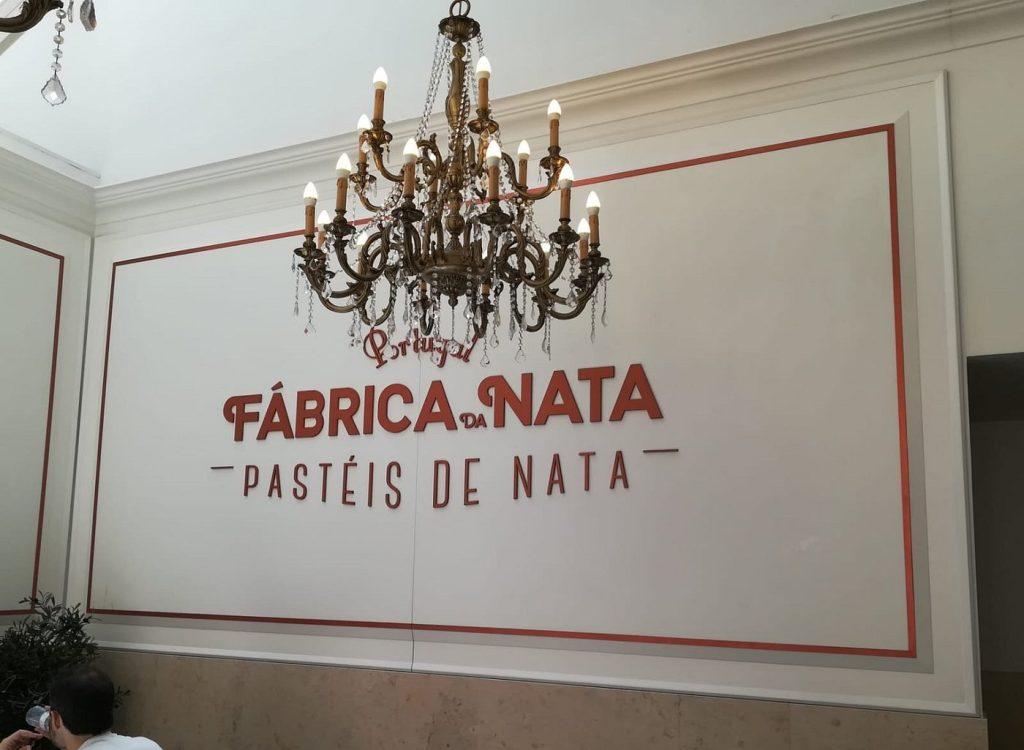 Portugal
FÁBRICA DA NATA
PASTÉIS DE NATA